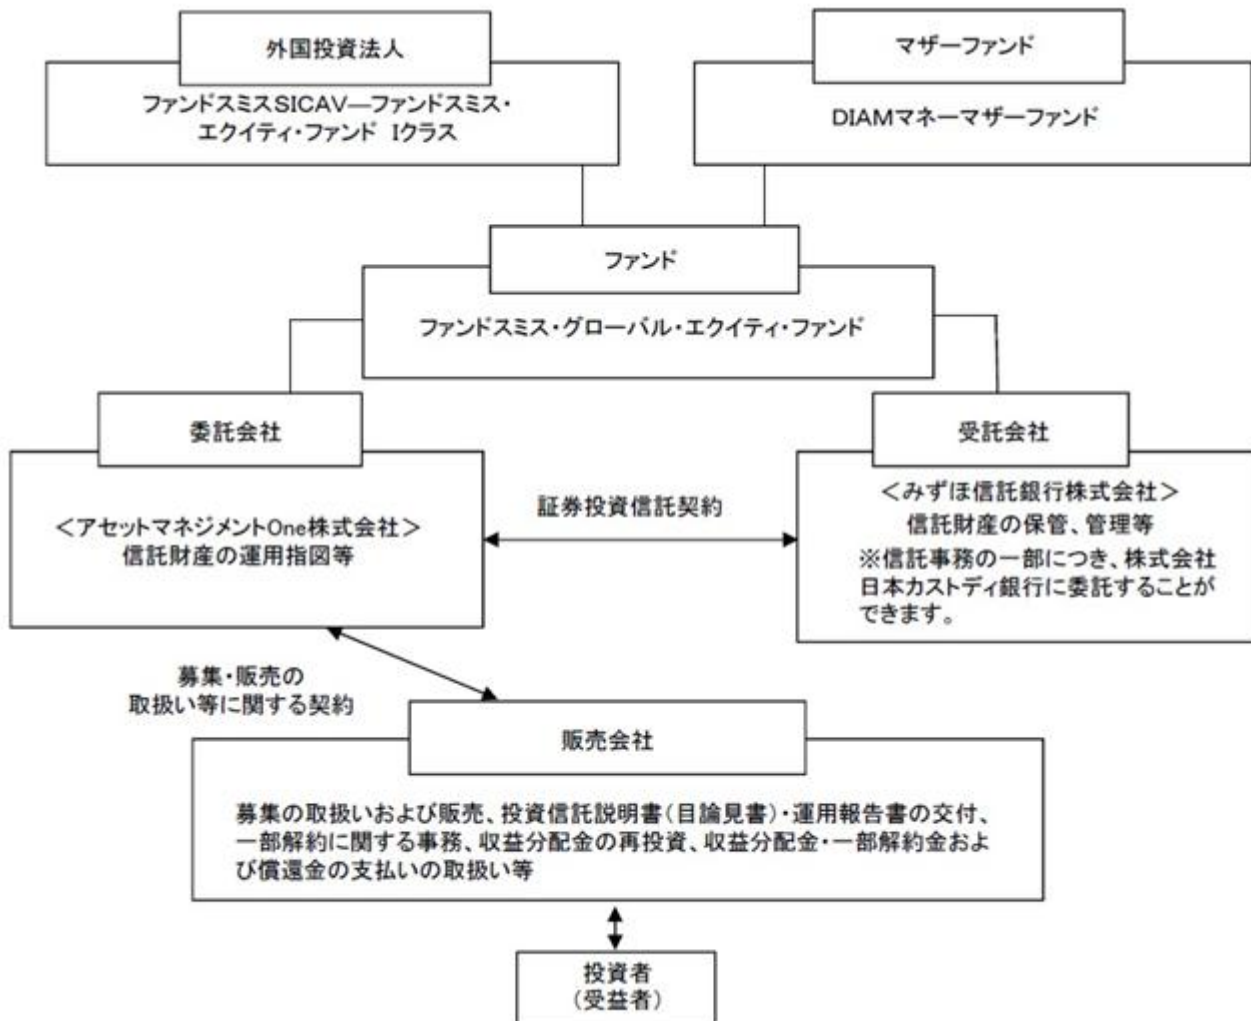 外国投資法人
ファンドスミスSICAV―ファンドスミス・
エクイティ・ファンド Iクラス
マザーファンド
DIAMマネーマザーファンド
ファンド
ファンドスミス・グローバル・エクイティ・ファンド
委託会社
＜アセットマネジメントOne株式会社＞
信託財産の運用指図等
証券投資信託契約
受託会社
＜みずほ信託銀行株式会社＞
信託財産の保管、管理等
※信託事務の一部につき、株式会社
日本カストディ銀行に委託することが
できます。
募集・販売の
取扱い等に関する契約
販売会社
募集の取扱いおよび販売、投資信託説明書（目論見書）・運用報告書の交付、
一部解約に関する事務、収益分配金の再投資、収益分配金・一部解約金およ
び償還金の支払いの取扱い等
投資者
（受益者）